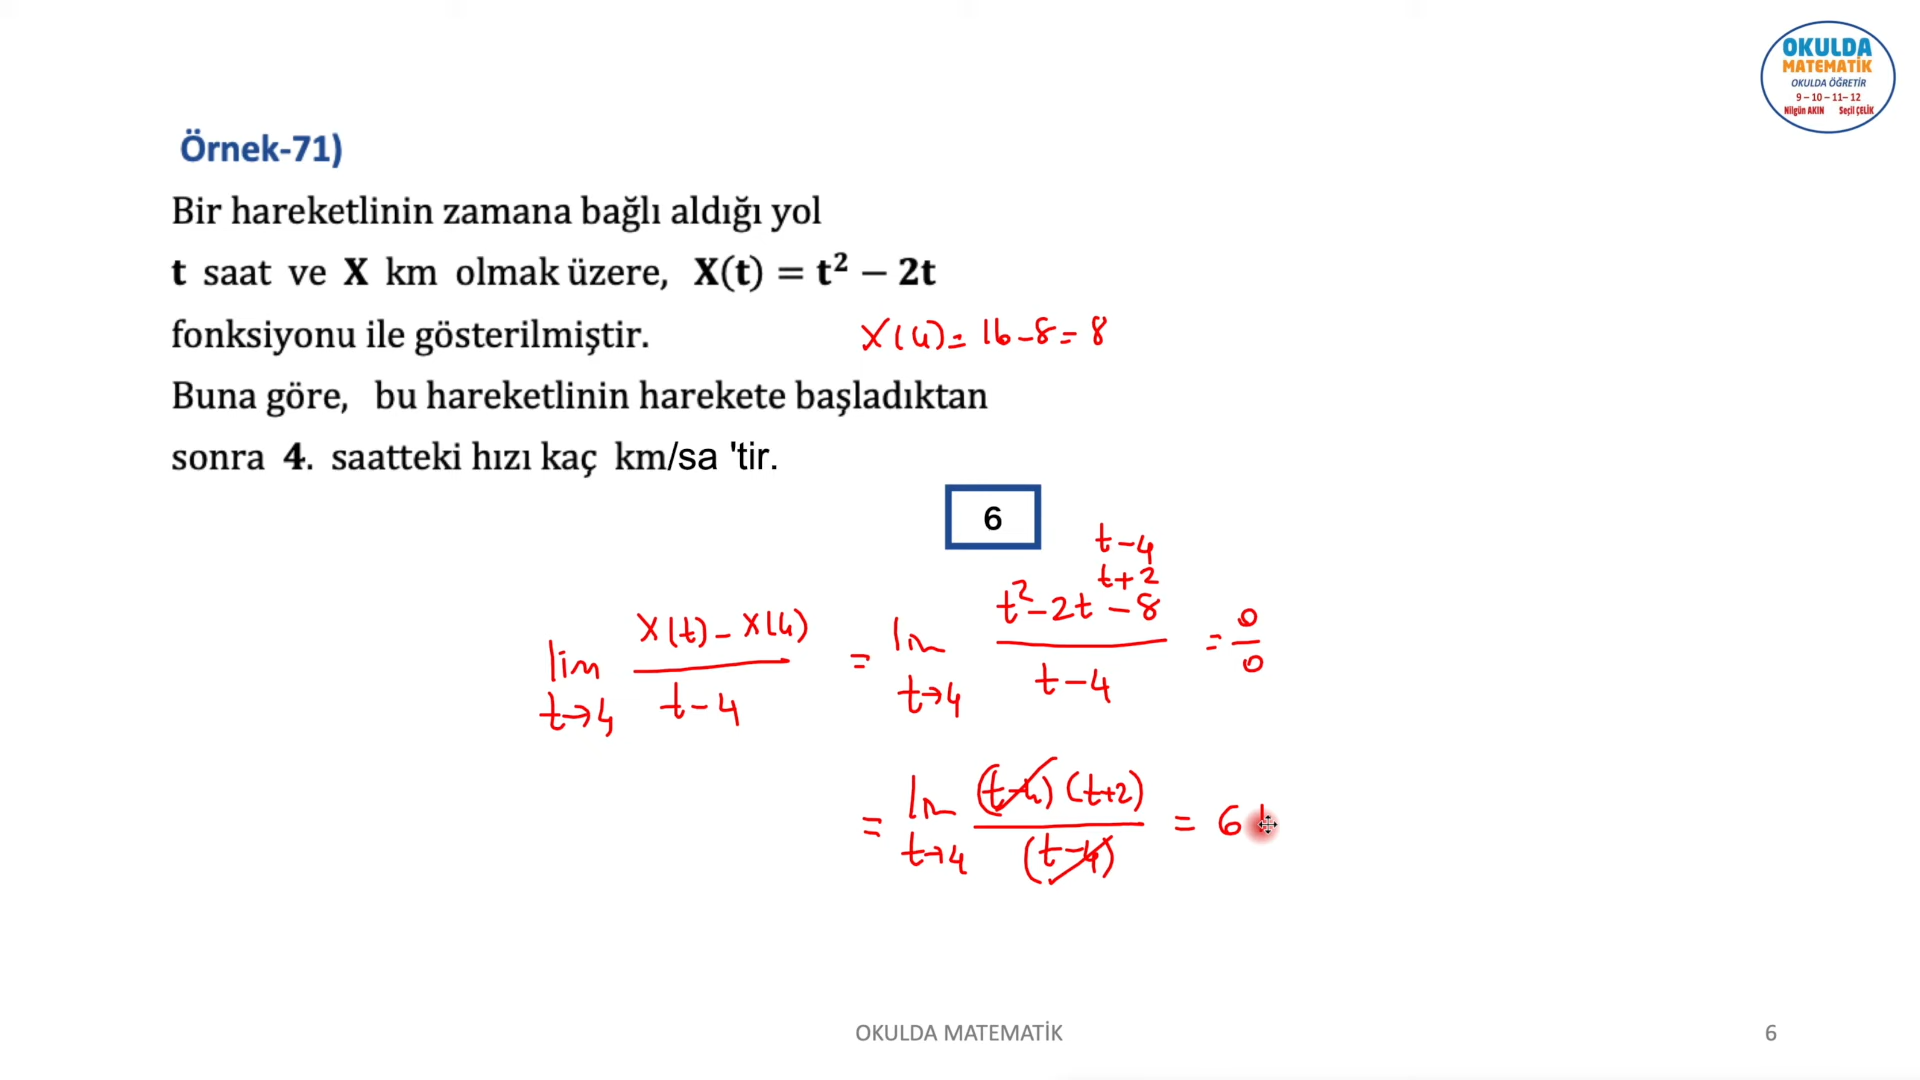 OKULDA
MATEMATİK
OKULDA ÖĞRETİR
9 – 10 – 11– 12
Nilgün AKIN Seçil ÇELİK
Örnek-71)
Bir hareketlinin zamana bağlı aldığı yol
t saat ve X km olmak üzere, X(t) = t² − 2t
fonksiyonu ile gösterilmiştir.
X(4) = 16 - 8 = 8
Buna göre, bu hareketlinin harekete başladıktan
sonra 4. saatteki hızı kaç km/sa 'tir.
6
t-4
t+2
lim t→4 (X(t) - X(4)) / (t-4) = lim t→4 (t² - 2t - 8) / (t-4) = 0/0
= lim t→4 (t-4)(t+2) / (t-4) = 6
OKULDA MATEMATİK
6